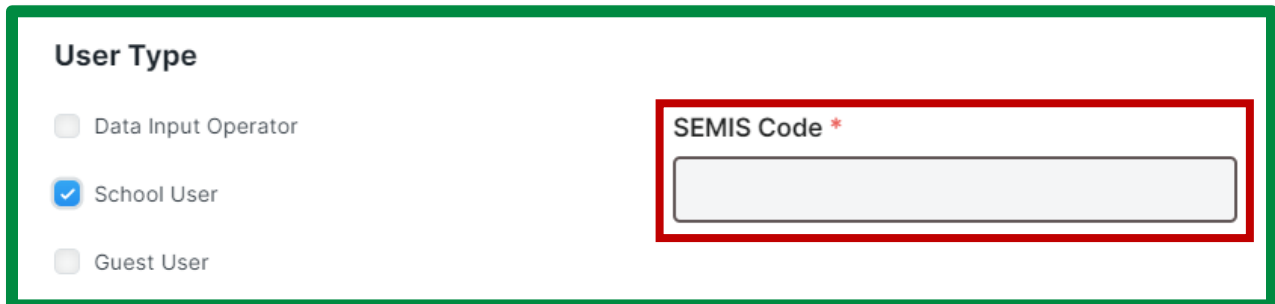 User Type
Data Input Operator
SEMIS Code *
School User
Guest User